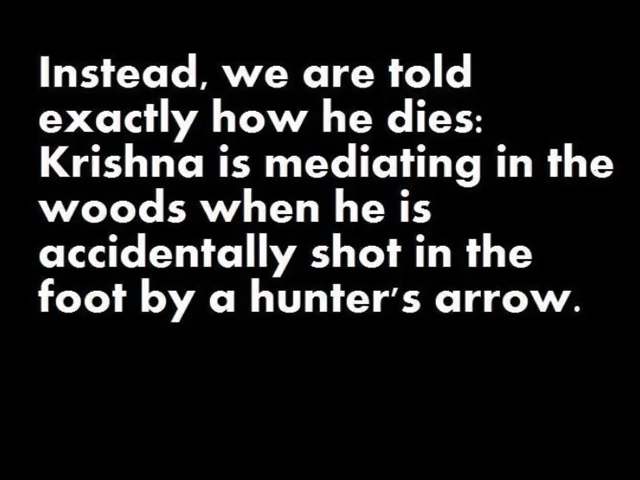 Instead, we are told
exactly how he dies:
Krishna is mediating in the
woods when he is
accidentally shot in the
foot by a hunter's arrow.